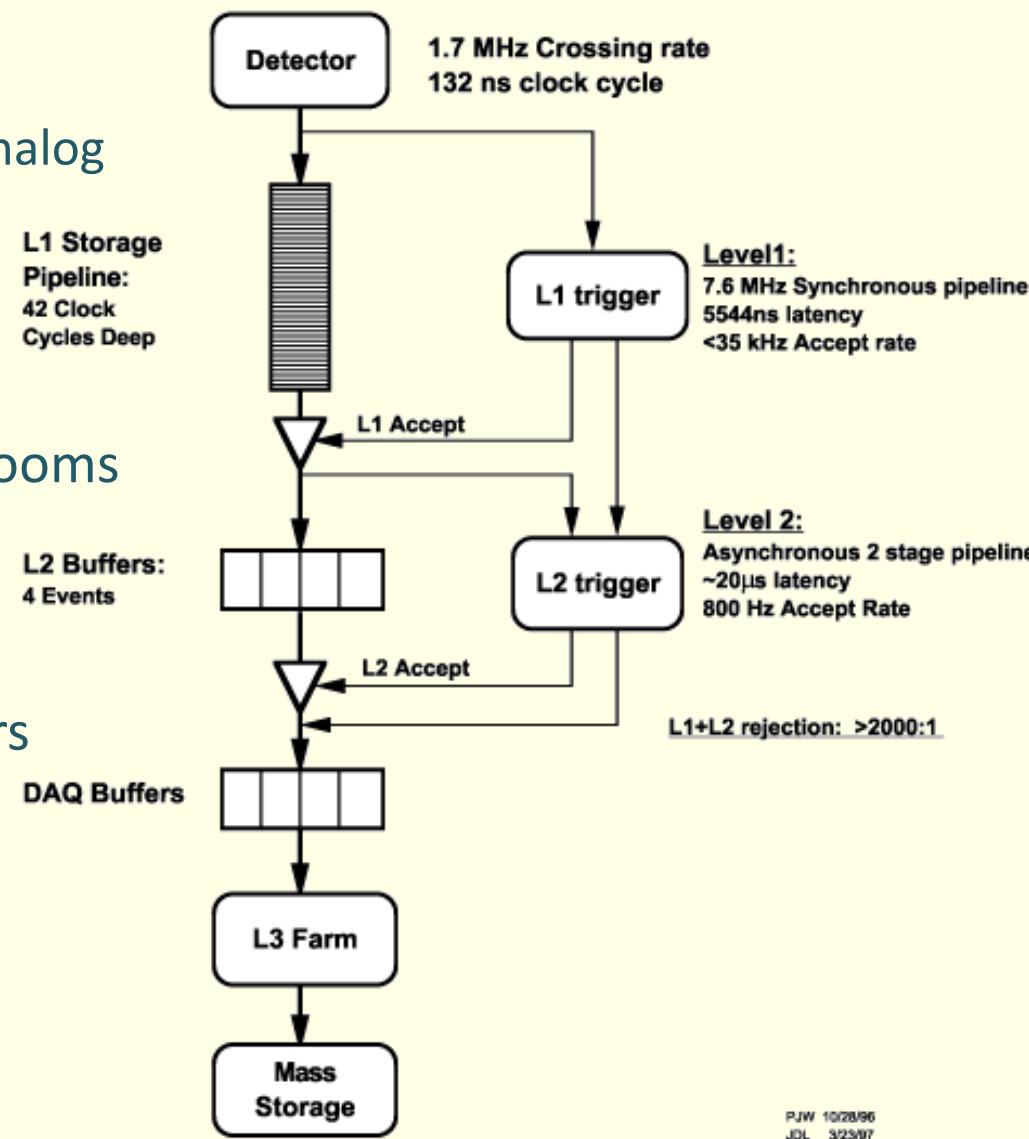 Detector
1.7 MHz Crossing rate
132 ns clock cycle
nalog
L1 Storage
Pipeline:
42 Clock
Cycles Deep
L1 trigger
Level1:
7.6 MHz Synchronous pipeline
5544ns latency
<35 kHz Accept rate
L1 Accept
ooms
L2 Buffers:
4 Events
L2 trigger
Level 2:
Asynchronous 2 stage pipeline
~20μs latency
800 Hz Accept Rate
L2 Accept
rs
L1+L2 rejection: >2000:1
DAQ Buffers
L3 Farm
Mass
Storage
PJW 10/28/96
JDL 3/23/97